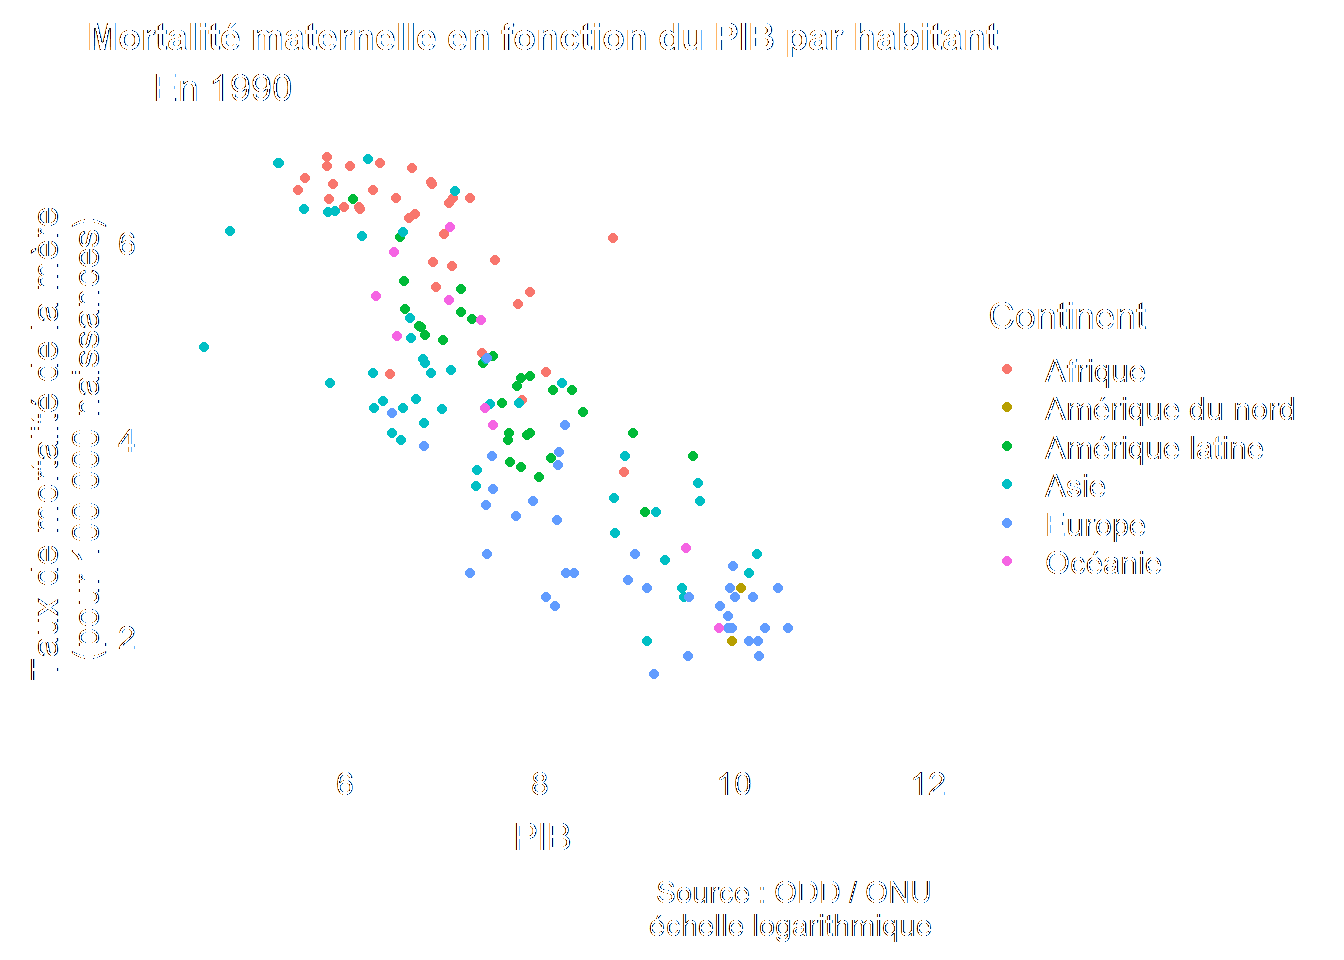 Mortalité maternelle en fonction du PIB par habitant
En 1990
Taux de mortalité de la mère
(pour 100 000 naissances)
6
4
2
6
8
10
12
PIB
Continent
Afrique
Amérique du nord
Amérique latine
Asie
Europe
Océanie
Source : ODD / ONU
échelle logarithmique